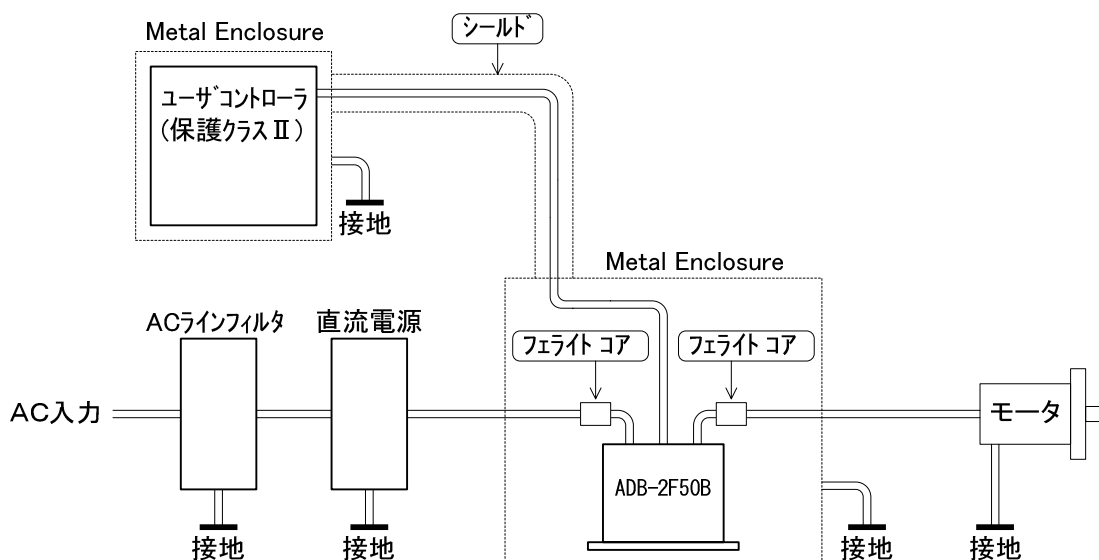 シールド
Metal Enclosure
ユーザコントローラ
(保護クラスⅡ)
接地
Metal Enclosure
ACラインフィルタ
直流電源
フェライト コア
フェライト コア
AC入力
モータ
ADB-2F50B
接地
接地
接地
接地